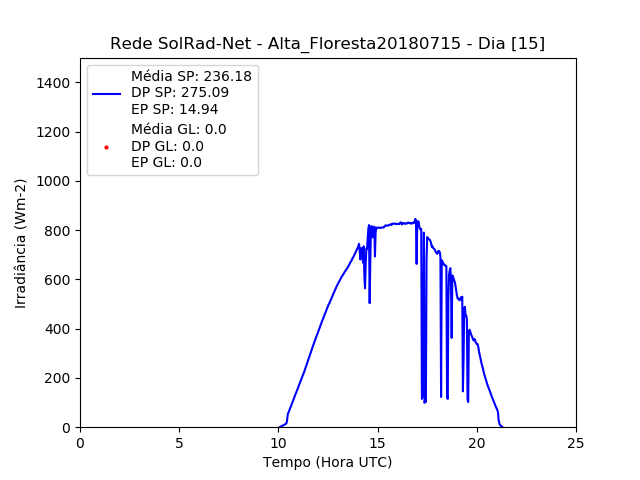 Rede SolRad-Net - Alta_Floresta20180715 - Dia [15]
Média SP: 236.18
DP SP: 275.09
EP SP: 14.94
Média GL: 0.0
DP GL: 0.0
EP GL: 0.0
1400
1200
1000
800
600
400
200
0
Irradiância (Wm-2)
0 5 10 15 20 25
Tempo (Hora UTC)